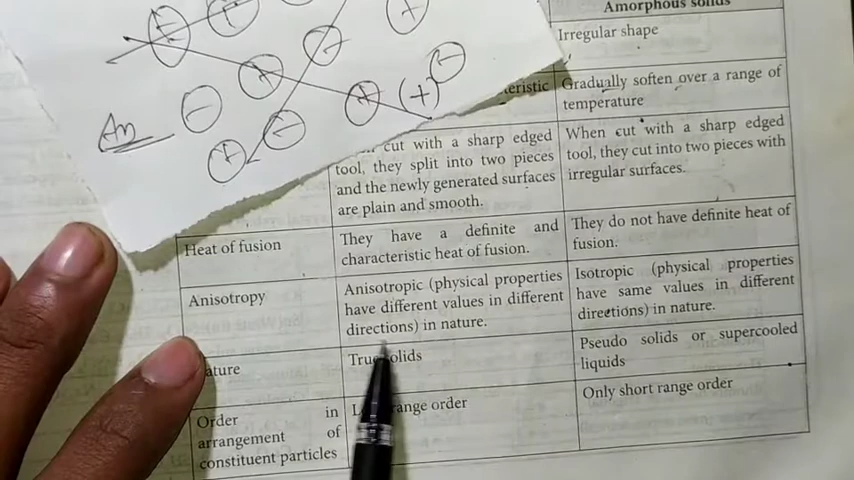 Amorphous solids
Irregular shape
Gradually soften over a range of
temperature
cut with a sharp edged
tool, they split into two pieces
and the newly generated surfaces
are plain and smooth.
When cut with a sharp edged
tool, they cut into two pieces with
irregular surfaces.
Heat of fusion
They have a definite and
characteristic heat of fusion.
They do not have definite heat of
fusion.
Anisotropy
Anisotropic (physical properties
have different values in different
directions) in nature.
Isotropic (physical properties
have same values in different
directions) in nature.
True solids
Pseudo solids or supercooled
liquids
Order in
arrangement of
constituent particles
range order
Only short range order